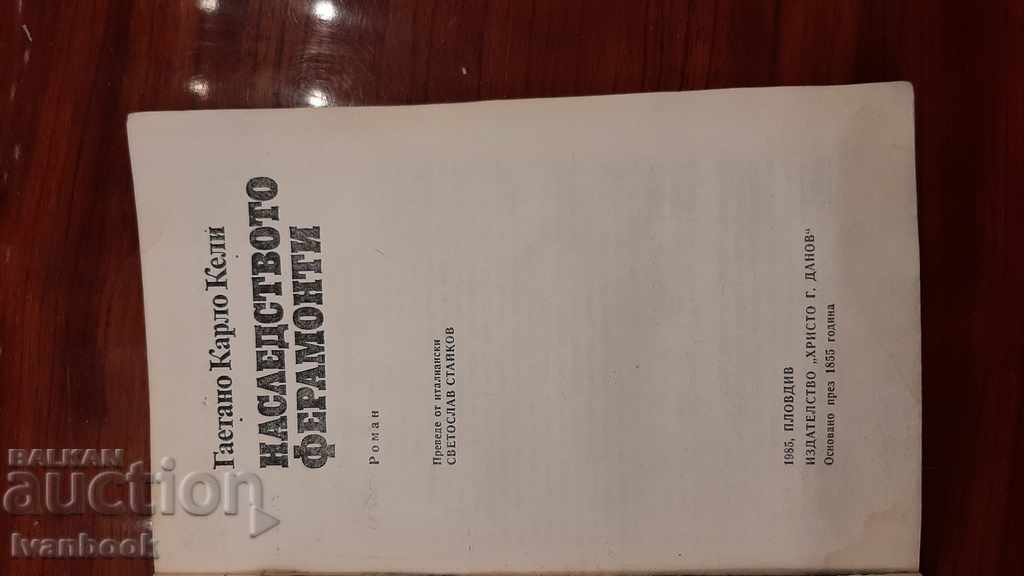 Гаетано Карло Кели
НАСЛЕДСТВОТО
ФЕРАМОНТИ
Роман
Преведе от италиански
СВЕТОСЛАВ СТАЙКОВ
1985, ПЛОВДИВ
ИЗДАТЕЛСТВО „ХРИСТО Г. ДАНОВ“
Основано през 1855 година
BALKAN
auction
Ivanbook